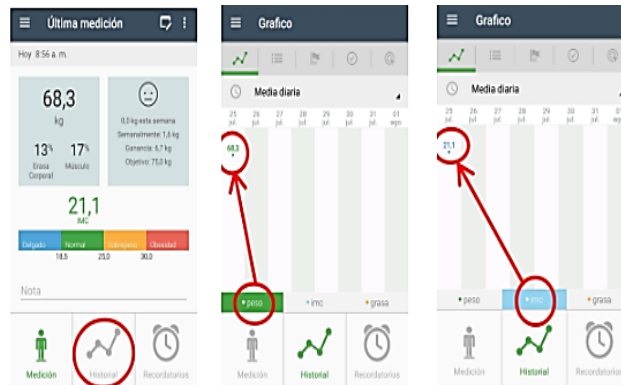 Última medición
Hoy 8:56 a. m.
68,3
kg
13%
17%
Grasa Corporal
Músculo
0,0 kg esta semana
Semanalmente: 1,6 kg
Ganancia: 6,7 kg
Objetivo: 75,0 kg
21,1
IMC
Delgado Normal Sobrepeso Obesidad
18,5 25,0 30,0
Nota
Medición Historial Recordatorios
Grafico
Media diaria
25 26 27 28 29 30 31 01
jul. jul. jul. jul. jul. jul. jul. ago.
68,3
peso imc grasa
Medición Historial Recordatorios
Grafico
Media diaria
25 26 27 28 29 30 31 01
jul. jul. jul. jul. jul. jul. jul. ago.
21,1
peso imc grasa
Medición Historial Recordatorios